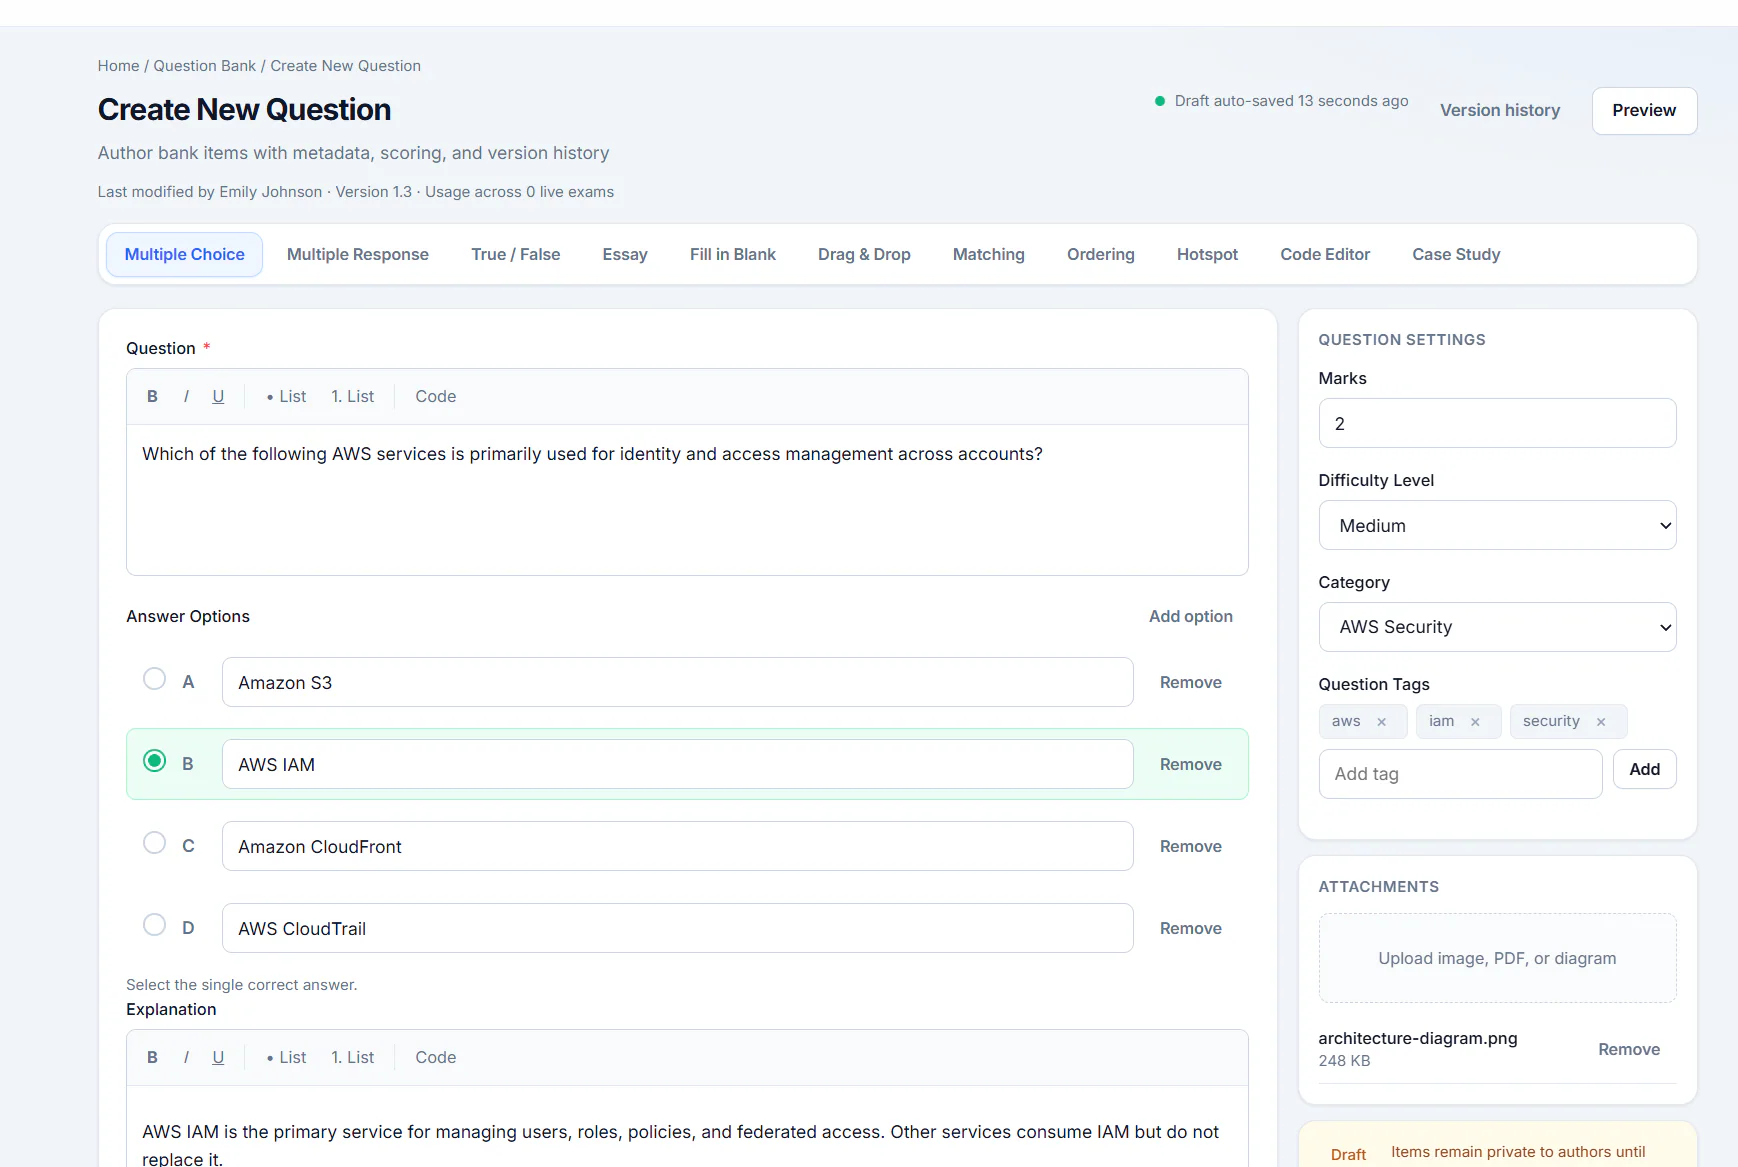 Home / Question Bank / Create New Question
Create New Question
Draft auto-saved 13 seconds ago
Version history
Preview
Author bank items with metadata, scoring, and version history
Last modified by Emily Johnson · Version 1.3 · Usage across 0 live exams
Multiple Choice
Multiple Response
True / False
Essay
Fill in Blank
Drag & Drop
Matching
Ordering
Hotspot
Code Editor
Case Study
Question *
B I U • List 1. List Code
Which of the following AWS services is primarily used for identity and access management across accounts?
Answer Options
Add option
A Amazon S3 Remove
B AWS IAM Remove
C Amazon CloudFront Remove
D AWS CloudTrail Remove
Select the single correct answer.
Explanation
B I U • List 1. List Code
AWS IAM is the primary service for managing users, roles, policies, and federated access. Other services consume IAM but do not
replace it.
QUESTION SETTINGS
Marks
2
Difficulty Level
Medium
Category
AWS Security
Question Tags
aws × iam × security ×
Add tag
Add
ATTACHMENTS
Upload image, PDF, or diagram
architecture-diagram.png
248 KB
Remove
Draft
Items remain private to authors until